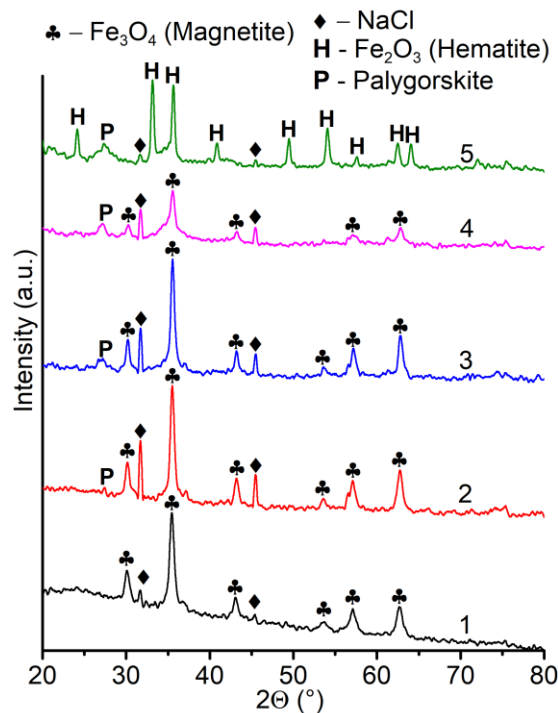 ♣ – Fe₃O₄ (Magnetite)
♦ – NaCl
H - Fe₂O₃ (Hematite)
P - Palygorskite
H P ♦ H H H ♦ H H H H H 5
P ♣ ♦ ♣ ♣ ♦ ♣ ♣ 4
P ♣ ♦ ♣ ♣ ♦ ♣ ♣ ♣ 3
P ♣ ♦ ♣ ♣ ♦ ♣ ♣ ♣ 2
♣ ♦ ♣ ♣ ♦ ♣ ♣ ♣ 1
Intensity (a.u.)
20 30 40 50 60 70 80
2Θ (°)